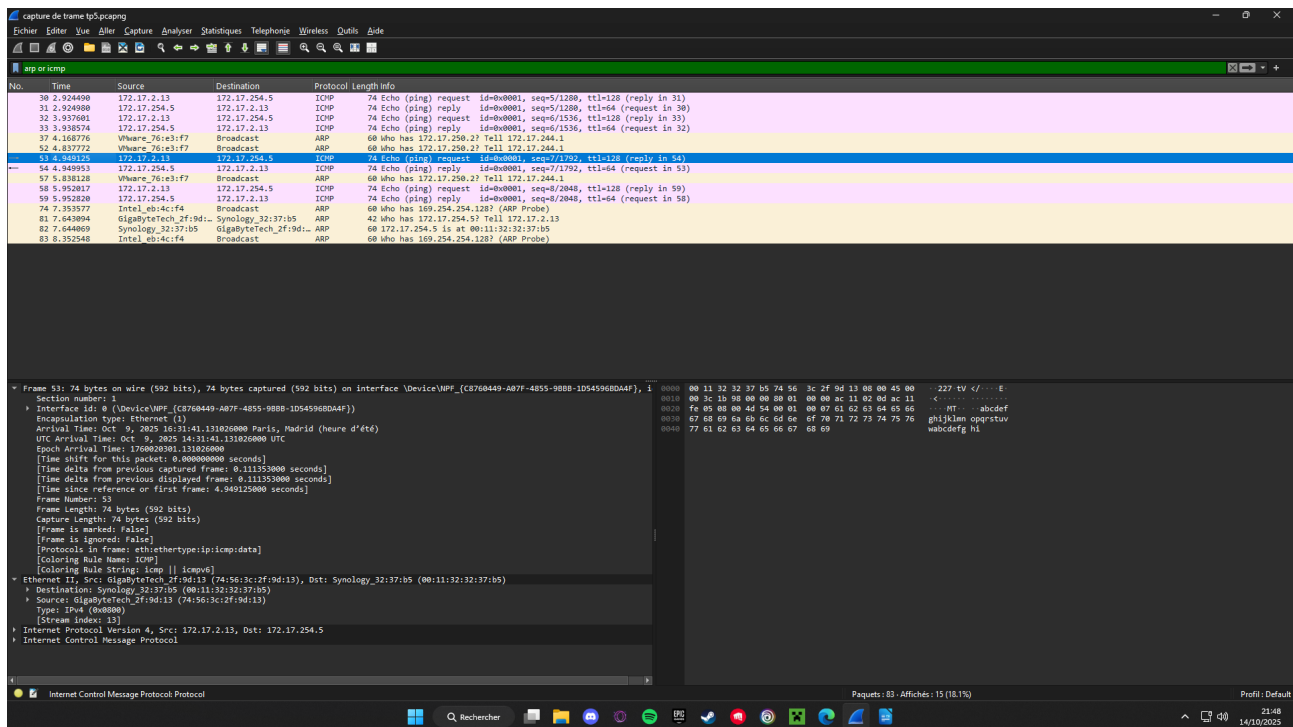 capture de trame tp5.pcapng
Fichier Editer Vue Aller Capture Analyser Statistiques Telephonie Wireless Outils Aide
arp or icmp
No. Time Source Destination Protocol Length Info
30 2.924490 172.17.2.13 172.17.254.5 ICMP 74 Echo (ping) request id=0x0001, seq=5/1280, ttl=128 (reply in 31)
31 2.924980 172.17.254.5 172.17.2.13 ICMP 74 Echo (ping) reply id=0x0001, seq=5/1280, ttl=64 (request in 30)
32 3.937601 172.17.2.13 172.17.254.5 ICMP 74 Echo (ping) request id=0x0001, seq=6/1536, ttl=128 (reply in 33)
33 3.938574 172.17.254.5 172.17.2.13 ICMP 74 Echo (ping) reply id=0x0001, seq=6/1536, ttl=64 (request in 32)
37 4.168776 VMware_76:e3:f7 Broadcast ARP 60 Who has 172.17.250.2? Tell 172.17.244.1
52 4.837772 VMware_76:e3:f7 Broadcast ARP 60 Who has 172.17.250.2? Tell 172.17.244.1
53 4.949125 172.17.2.13 172.17.254.5 ICMP 74 Echo (ping) request id=0x0001, seq=7/1792, ttl=128 (reply in 54)
54 4.949953 172.17.254.5 172.17.2.13 ICMP 74 Echo (ping) reply id=0x0001, seq=7/1792, ttl=64 (request in 53)
57 5.838128 VMware_76:e3:f7 Broadcast ARP 60 Who has 172.17.250.2? Tell 172.17.244.1
58 5.952017 172.17.2.13 172.17.254.5 ICMP 74 Echo (ping) request id=0x0001, seq=8/2048, ttl=128 (reply in 59)
59 5.952820 172.17.254.5 172.17.2.13 ICMP 74 Echo (ping) reply id=0x0001, seq=8/2048, ttl=64 (request in 58)
74 7.353577 Intel_eb:4c:f4 Broadcast ARP 60 Who has 169.254.254.128? (ARP Probe)
81 7.643094 GigaByteTech_2f:9d:… Synology_32:37:b5 ARP 42 Who has 172.17.254.5? Tell 172.17.2.13
82 7.644069 Synology_32:37:b5 GigaByteTech_2f:9d:… ARP 60 172.17.254.5 is at 00:11:32:32:37:b5
83 8.352548 Intel_eb:4c:f4 Broadcast ARP 60 Who has 169.254.254.128? (ARP Probe)
Frame 53: 74 bytes on wire (592 bits), 74 bytes captured (592 bits) on interface \Device\NPF_{C8760449-A07F-4855-9BBB-1D54596BDA4F}, i
Section number: 1
Interface id: 0 (\Device\NPF_{C8760449-A07F-4855-9BBB-1D54596BDA4F})
Encapsulation type: Ethernet (1)
Arrival Time: Oct 9, 2025 16:31:41.131026000 Paris, Madrid (heure d’été)
UTC Arrival Time: Oct 9, 2025 14:31:41.131026000 UTC
Epoch Arrival Time: 1760020301.131026000
[Time shift for this packet: 0.000000000 seconds]
[Time delta from previous captured frame: 0.111353000 seconds]
[Time delta from previous displayed frame: 0.111353000 seconds]
[Time since reference or first frame: 4.949125000 seconds]
Frame Number: 53
Frame Length: 74 bytes (592 bits)
Capture Length: 74 bytes (592 bits)
[Frame is marked: False]
[Frame is ignored: False]
[Protocols in frame: eth:ethertype:ip:icmp:data]
[Coloring Rule Name: ICMP]
[Coloring Rule String: icmp || icmpv6]
Ethernet II, Src: GigaByteTech_2f:9d:13 (74:56:3c:2f:9d:13), Dst: Synology_32:37:b5 (00:11:32:32:37:b5)
Destination: Synology_32:37:b5 (00:11:32:32:37:b5)
Source: GigaByteTech_2f:9d:13 (74:56:3c:2f:9d:13)
Type: IPv4 (0x0800)
[Stream index: 13]
Internet Protocol Version 4, Src: 172.17.2.13, Dst: 172.17.254.5
Internet Control Message Protocol
0000 00 11 32 32 37 b5 74 56 3c 2f 9d 13 08 00 45 00 ··227·tV </····E·
0010 00 3c 1b 98 00 00 80 01 00 00 ac 11 02 0d ac 11 ·<······ ········
0020 fe 05 08 00 4d 54 00 01 00 07 61 62 63 64 65 66 ····MT·· ··abcdef
0030 67 68 69 6a 6b 6c 6d 6e 6f 70 71 72 73 74 75 76 ghijklmn opqrstuv
0040 77 61 62 63 64 65 66 67 68 69 wabcdefg hi
Internet Control Message Protocol: Protocol
Paquets : 83 · Affichés : 15 (18.1%)
Profil : Default
Rechercher
EPIC
21:48
14/10/2025